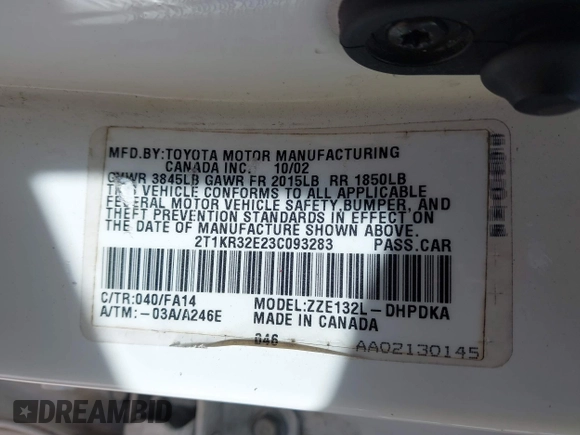 MFD.BY:TOYOTA MOTOR MANUFACTURING
CANADA INC. 10/02
GVWR 3845LB GAWR FR 2015LB RR 1850LB
THIS VEHICLE CONFORMS TO ALL APPLICABLE
FEDERAL MOTOR VEHICLE SAFETY,BUMPER, AND
THEFT PREVENTION STANDARDS IN EFFECT ON
THE DATE OF MANUFACTURE SHOWN ABOVE.
2T1KR32E23C093283 PASS.CAR
C/TR:040/FA14 MODEL:ZZE132L-DHPDKA
A/TM:-03A/A246E MADE IN CANADA
046 AA02130145
DREAMBID